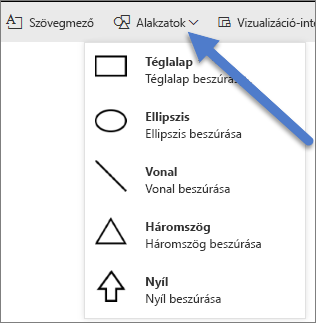 Szövegmező Alakzatok Vizualizáció-inte
Téglalap
Téglalap beszúrása
Ellipszis
Ellipszis beszúrása
Vonal
Vonal beszúrása
Háromszög
Háromszög beszúrása
Nyíl
Nyíl beszúrása